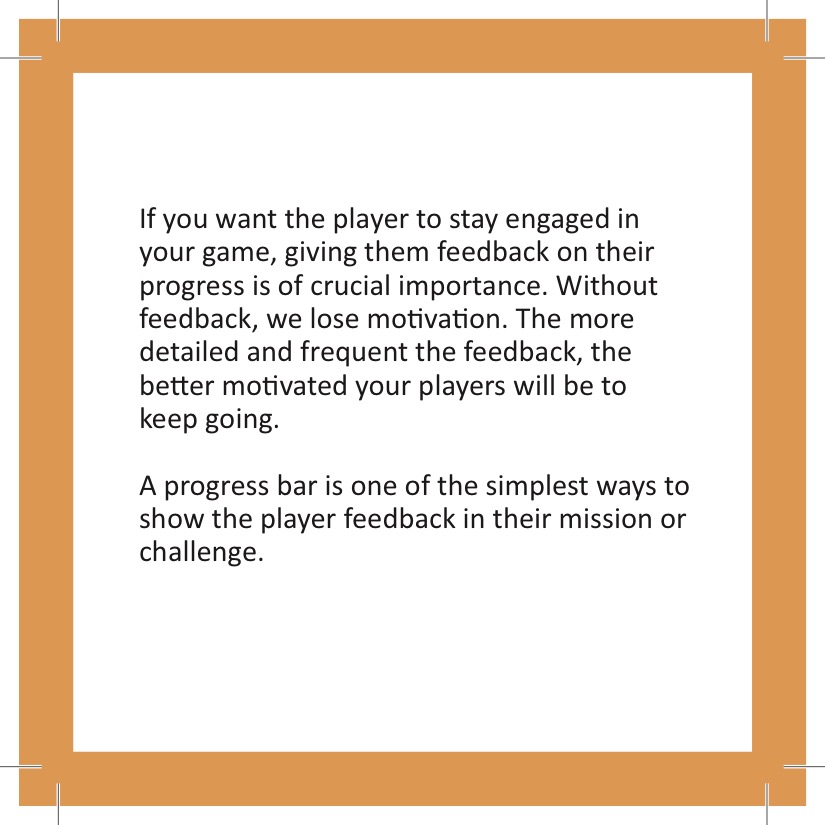 If you want the player to stay engaged in
your game, giving them feedback on their
progress is of crucial importance. Without
feedback, we lose motivation. The more
detailed and frequent the feedback, the
better motivated your players will be to
keep going.
A progress bar is one of the simplest ways to
show the player feedback in their mission or
challenge.